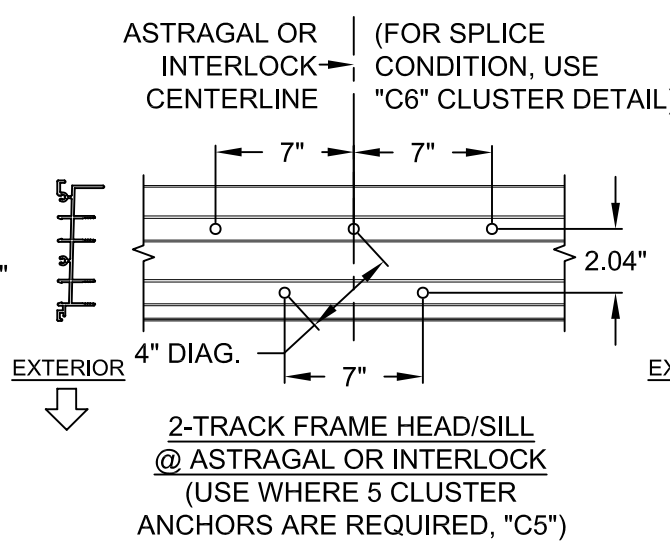 ASTRAGAL OR
INTERLOCK
CENTERLINE
(FOR SPLICE
CONDITION, USE
"C6" CLUSTER DETAIL)
7"
7"
2.04"
"
EXTERIOR
4" DIAG.
7"
EX
2-TRACK FRAME HEAD/SILL
@ ASTRAGAL OR INTERLOCK
(USE WHERE 5 CLUSTER
ANCHORS ARE REQUIRED, "C5")